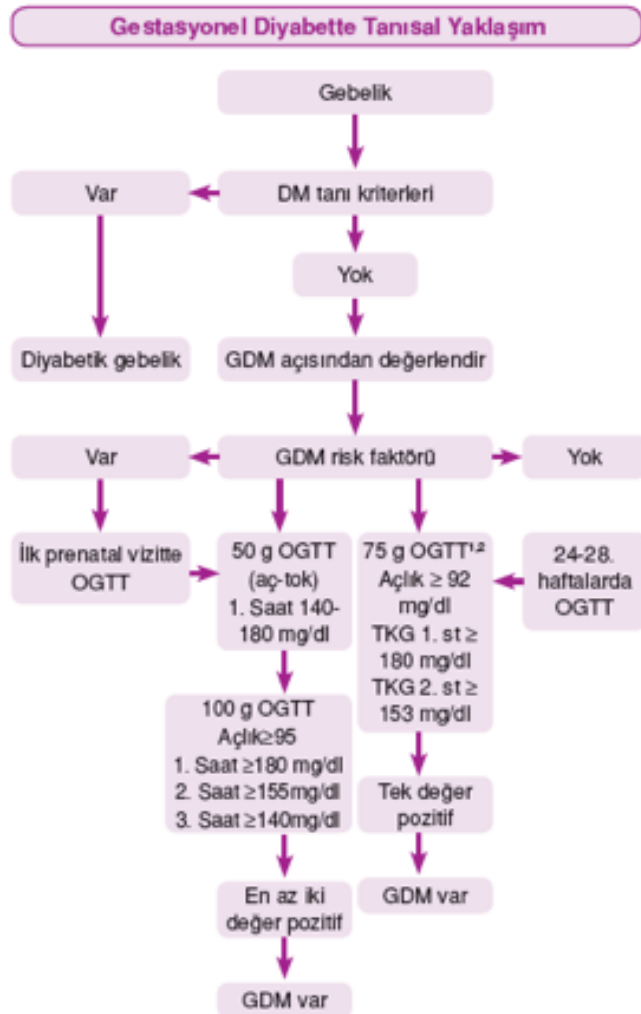 Gestasyonel Diyabette Tanısal Yaklaşım
Gebelik
Var
DM tanı kriterleri
Yok
Diyabetik gebelik
GDM açısından değerlendir
Var
GDM risk faktörü
Yok
İlk prenatal vizitte
OGTT
50 g OGTT
(aç-tok)
1. Saat 140-
180 mg/dl
75 g OGTT¹,²
Açlık ≥ 92
mg/dl
TKG 1. st ≥
180 mg/dl
TKG 2. st ≥
153 mg/dl
24-28.
haftalarda
OGTT
100 g OGTT
Açlık≥95
1. Saat ≥180 mg/dl
2. Saat ≥155mg/dl
3. Saat ≥140mg/dl
Tek değer
pozitif
En az iki
değer pozitif
GDM var
GDM var